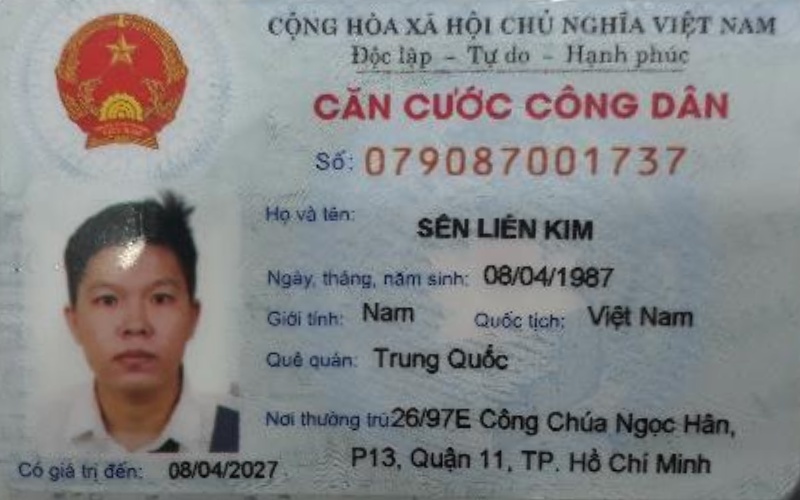 CỘNG HÒA XÃ HỘI CHỦ NGHĨA VIỆT NAM
Độc lập - Tự do - Hạnh phúc
CĂN CƯỚC CÔNG DÂN
Số: 079087001737
Họ và tên: SÊN LIÊN KIM
Ngày, tháng, năm sinh: 08/04/1987
Giới tính: Nam Quốc tịch: Việt Nam
Quê quán: Trung Quốc
Nơi thường trú: 26/97E Công Chúa Ngọc Hân,
P13, Quận 11, TP. Hồ Chí Minh
Có giá trị đến: 08/04/2027